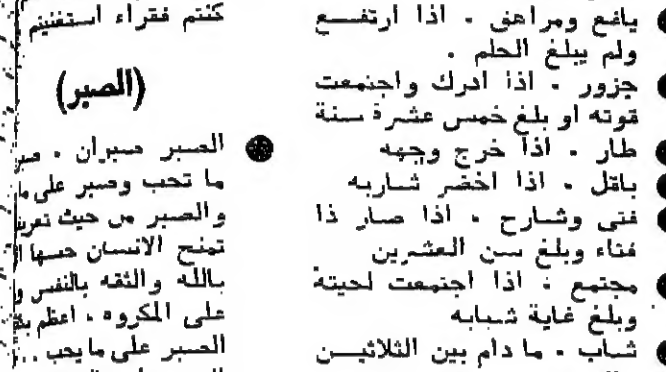 يافع ومراهق . اذا ارتفع
ولم يبلغ الحلم .
جزور . اذا ادرك واجتمعت
قوته او بلغ خمس عشرة سنة
طار . اذا خرج وجهه
باقل . اذا اخضر شاربه
فتى وشارح . اذا صار ذا
فتاء وبلغ سن العشرين
مجتمع . اذا اجتمعت لحيته
وبلغ غاية شبابه
شاب . ما دام بين الثلاثين
كنتم فقراء استغنيتم
(الصبر)
الصبر صبران . صبر
ما تحب وصبر على ما
والصبر من حيث
تمنح الانسان
بالله والثقه بالنفس
على المكروه . اعظم
الصبر على ما يحب . .